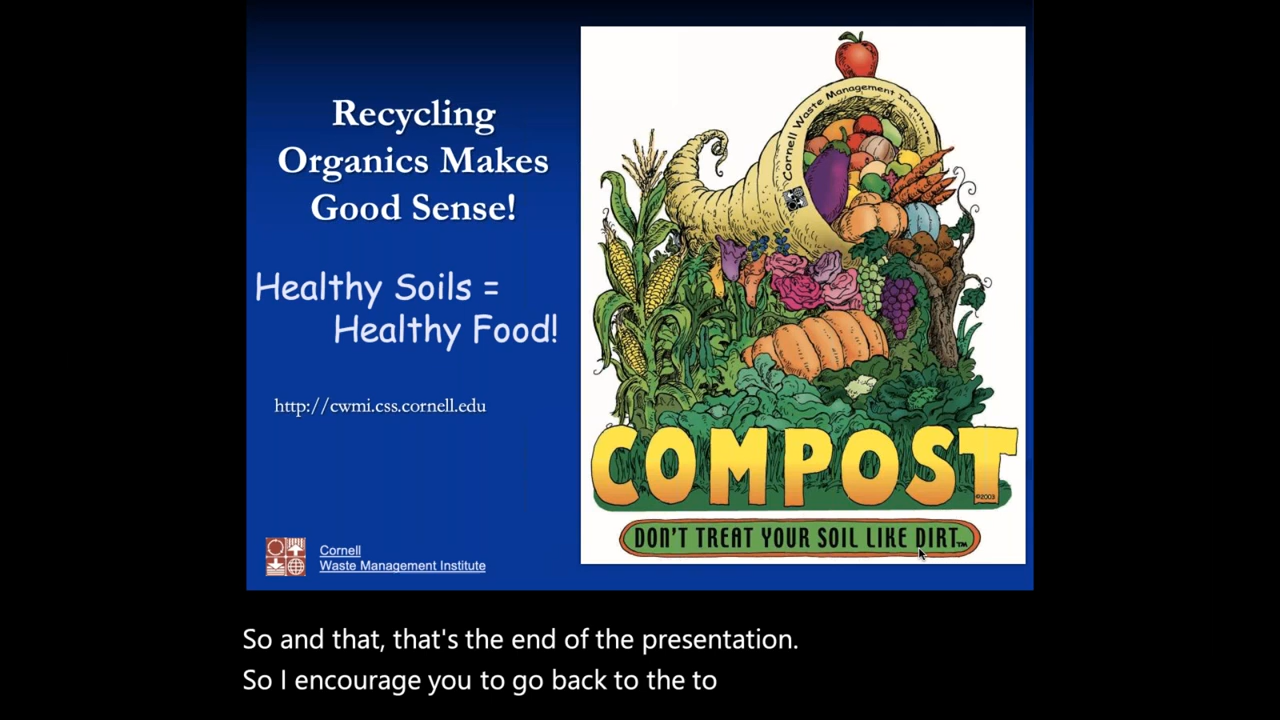 Recycling
Organics Makes
Good Sense!
Healthy Soils =
Healthy Food!
http://cwmi.css.cornell.edu
Cornell
Waste Management Institute
Cornell Waste Management Institute
COMPOST
©2003
DON'T TREAT YOUR SOIL LIKE DIRT™
So and that, that's the end of the presentation.
So I encourage you to go back to the to